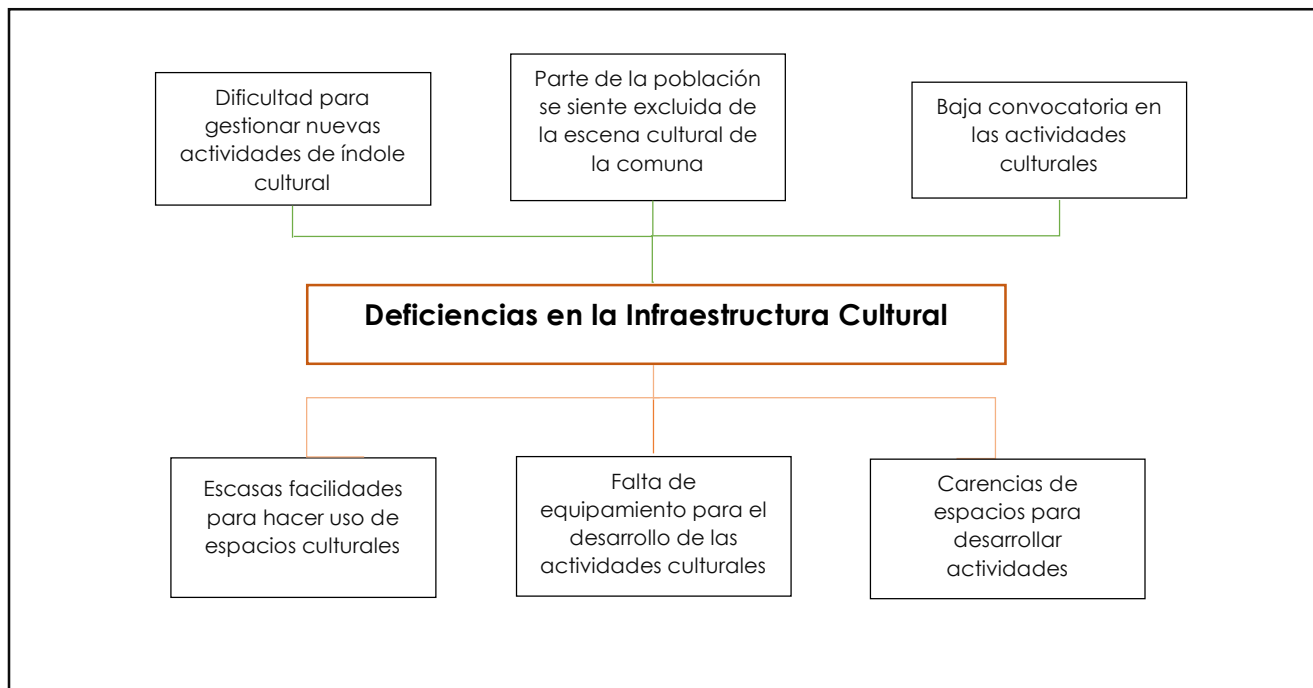 Dificultad para
gestionar nuevas
actividades de índole
cultural
Parte de la población
se siente excluida de
la escena cultural de
la comuna
Baja convocatoria en
las actividades
culturales
Deficiencias en la Infraestructura Cultural
Escasas facilidades
para hacer uso de
espacios culturales
Falta de
equipamiento para el
desarrollo de las
actividades culturales
Carencias de
espacios para
desarrollar
actividades